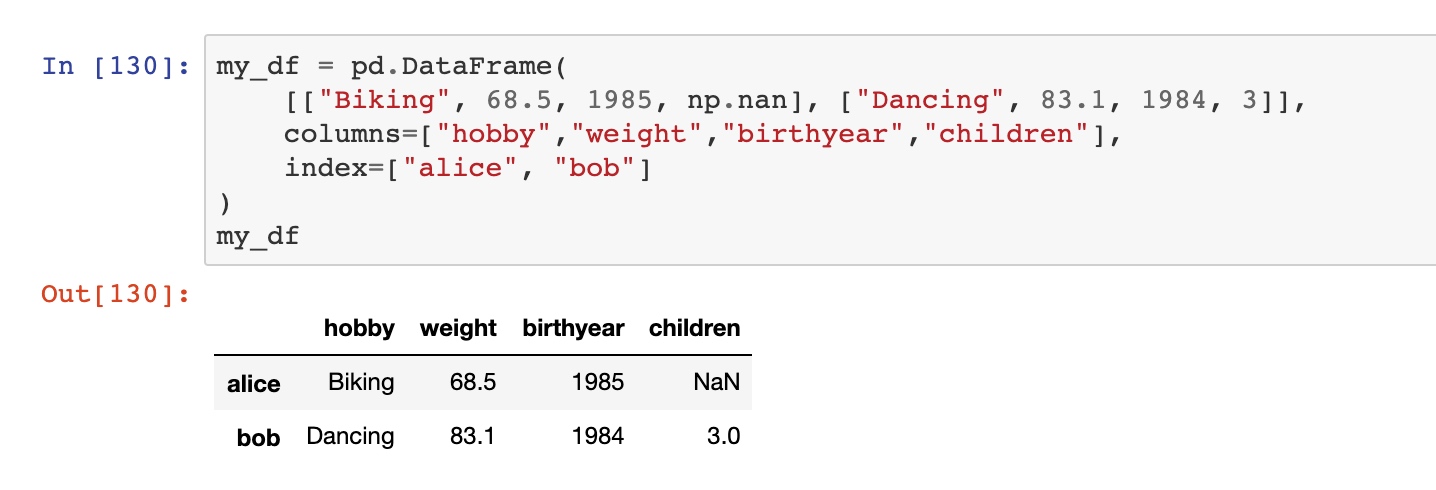 In [130]: my_df = pd.DataFrame(
    [["Biking", 68.5, 1985, np.nan], ["Dancing", 83.1, 1984, 3]],
    columns=["hobby","weight","birthyear","children"],
    index=["alice", "bob"]
)
my_df
Out[130]:
hobby weight birthyear children
alice Biking 68.5 1985 NaN
bob Dancing 83.1 1984 3.0